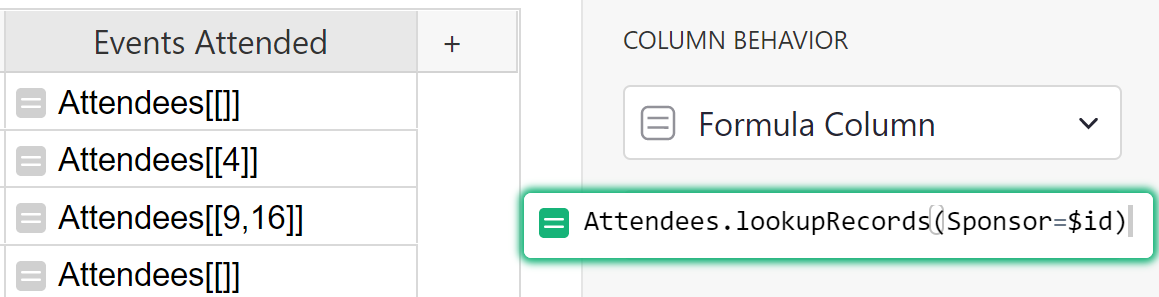 Events Attended
+
Attendees[[]]
Attendees[[4]]
Attendees[[9,16]]
Attendees[[]]
COLUMN BEHAVIOR
Formula Column
Attendees.lookupRecords(Sponsor=$id)